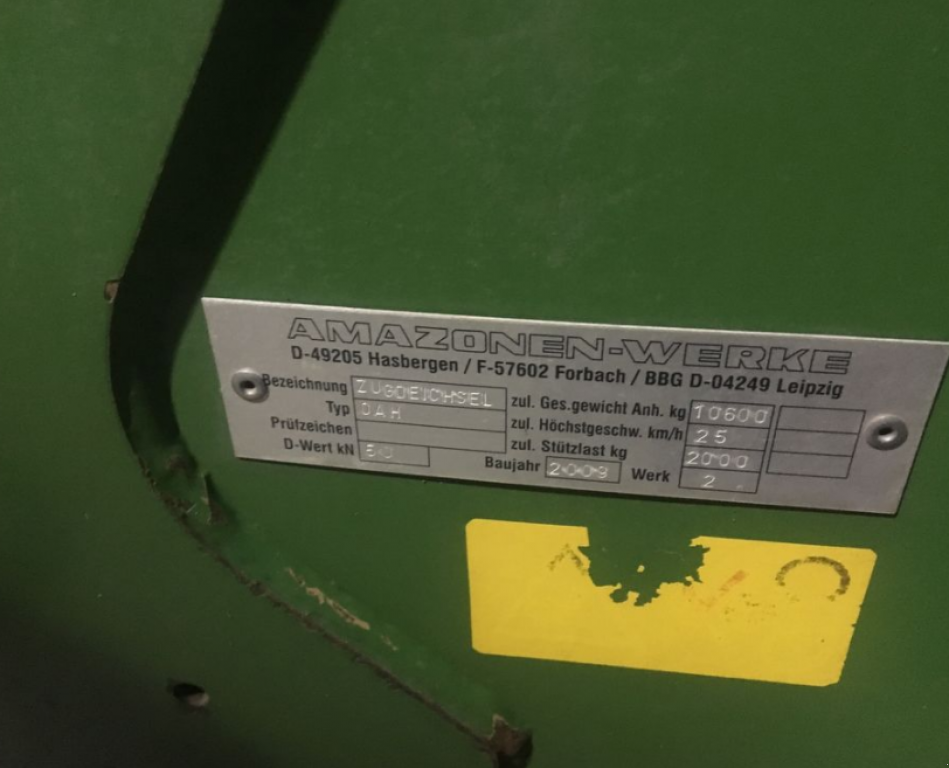 AMAZONEN-WERKE
D-49205 Hasbergen / F-57602 Forbach / BBG D-04249 Leipzig
Bezeichnung ZUGDEICHSEL zul. Ges.gewicht Anh. kg 10600
Typ zul. Höchstgeschw. km/h 25
Prüfzeichen zul. Stützlast kg 2000
D-Wert kN Baujahr 2009 Werk 2